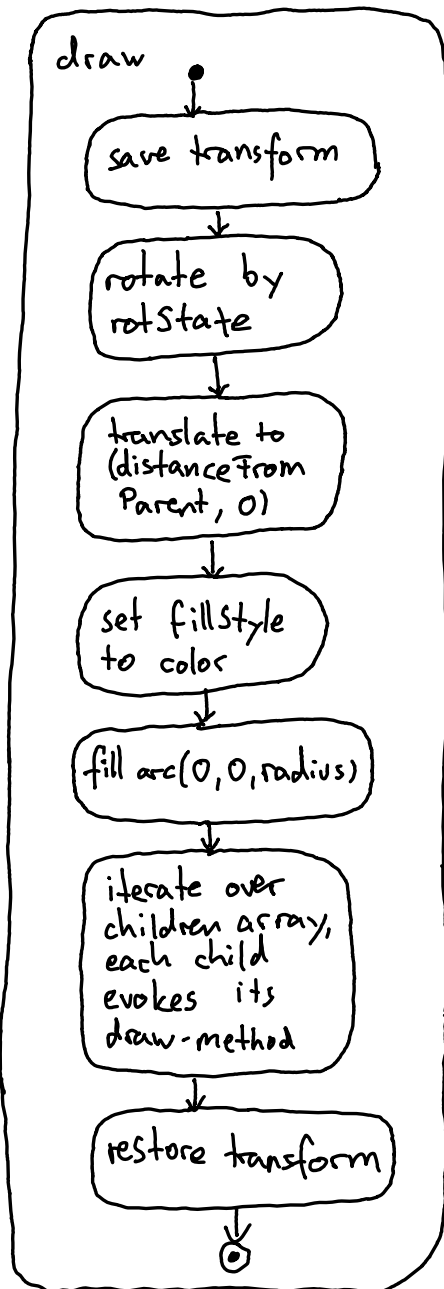 draw
save transform
rotate by
rotState
translate to
(distanceFrom
Parent, 0)
set fillStyle
to color
fill arc(0,0,radius)
iterate over
children array,
each child
evokes its
draw-method
restore transform